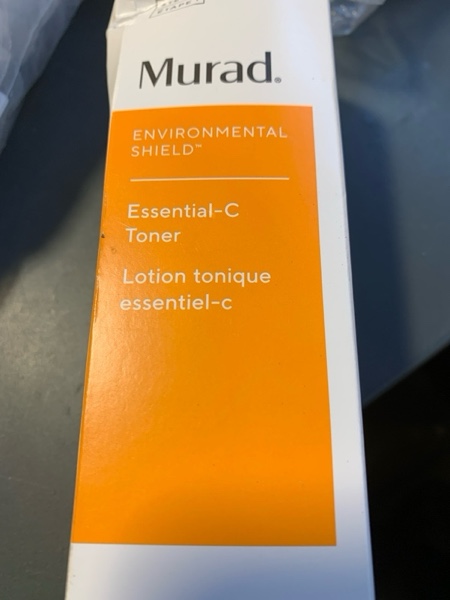 Murad.
ENVIRONMENTAL
SHIELD™
Essential-C
Toner
Lotion tonique
essentiel-c